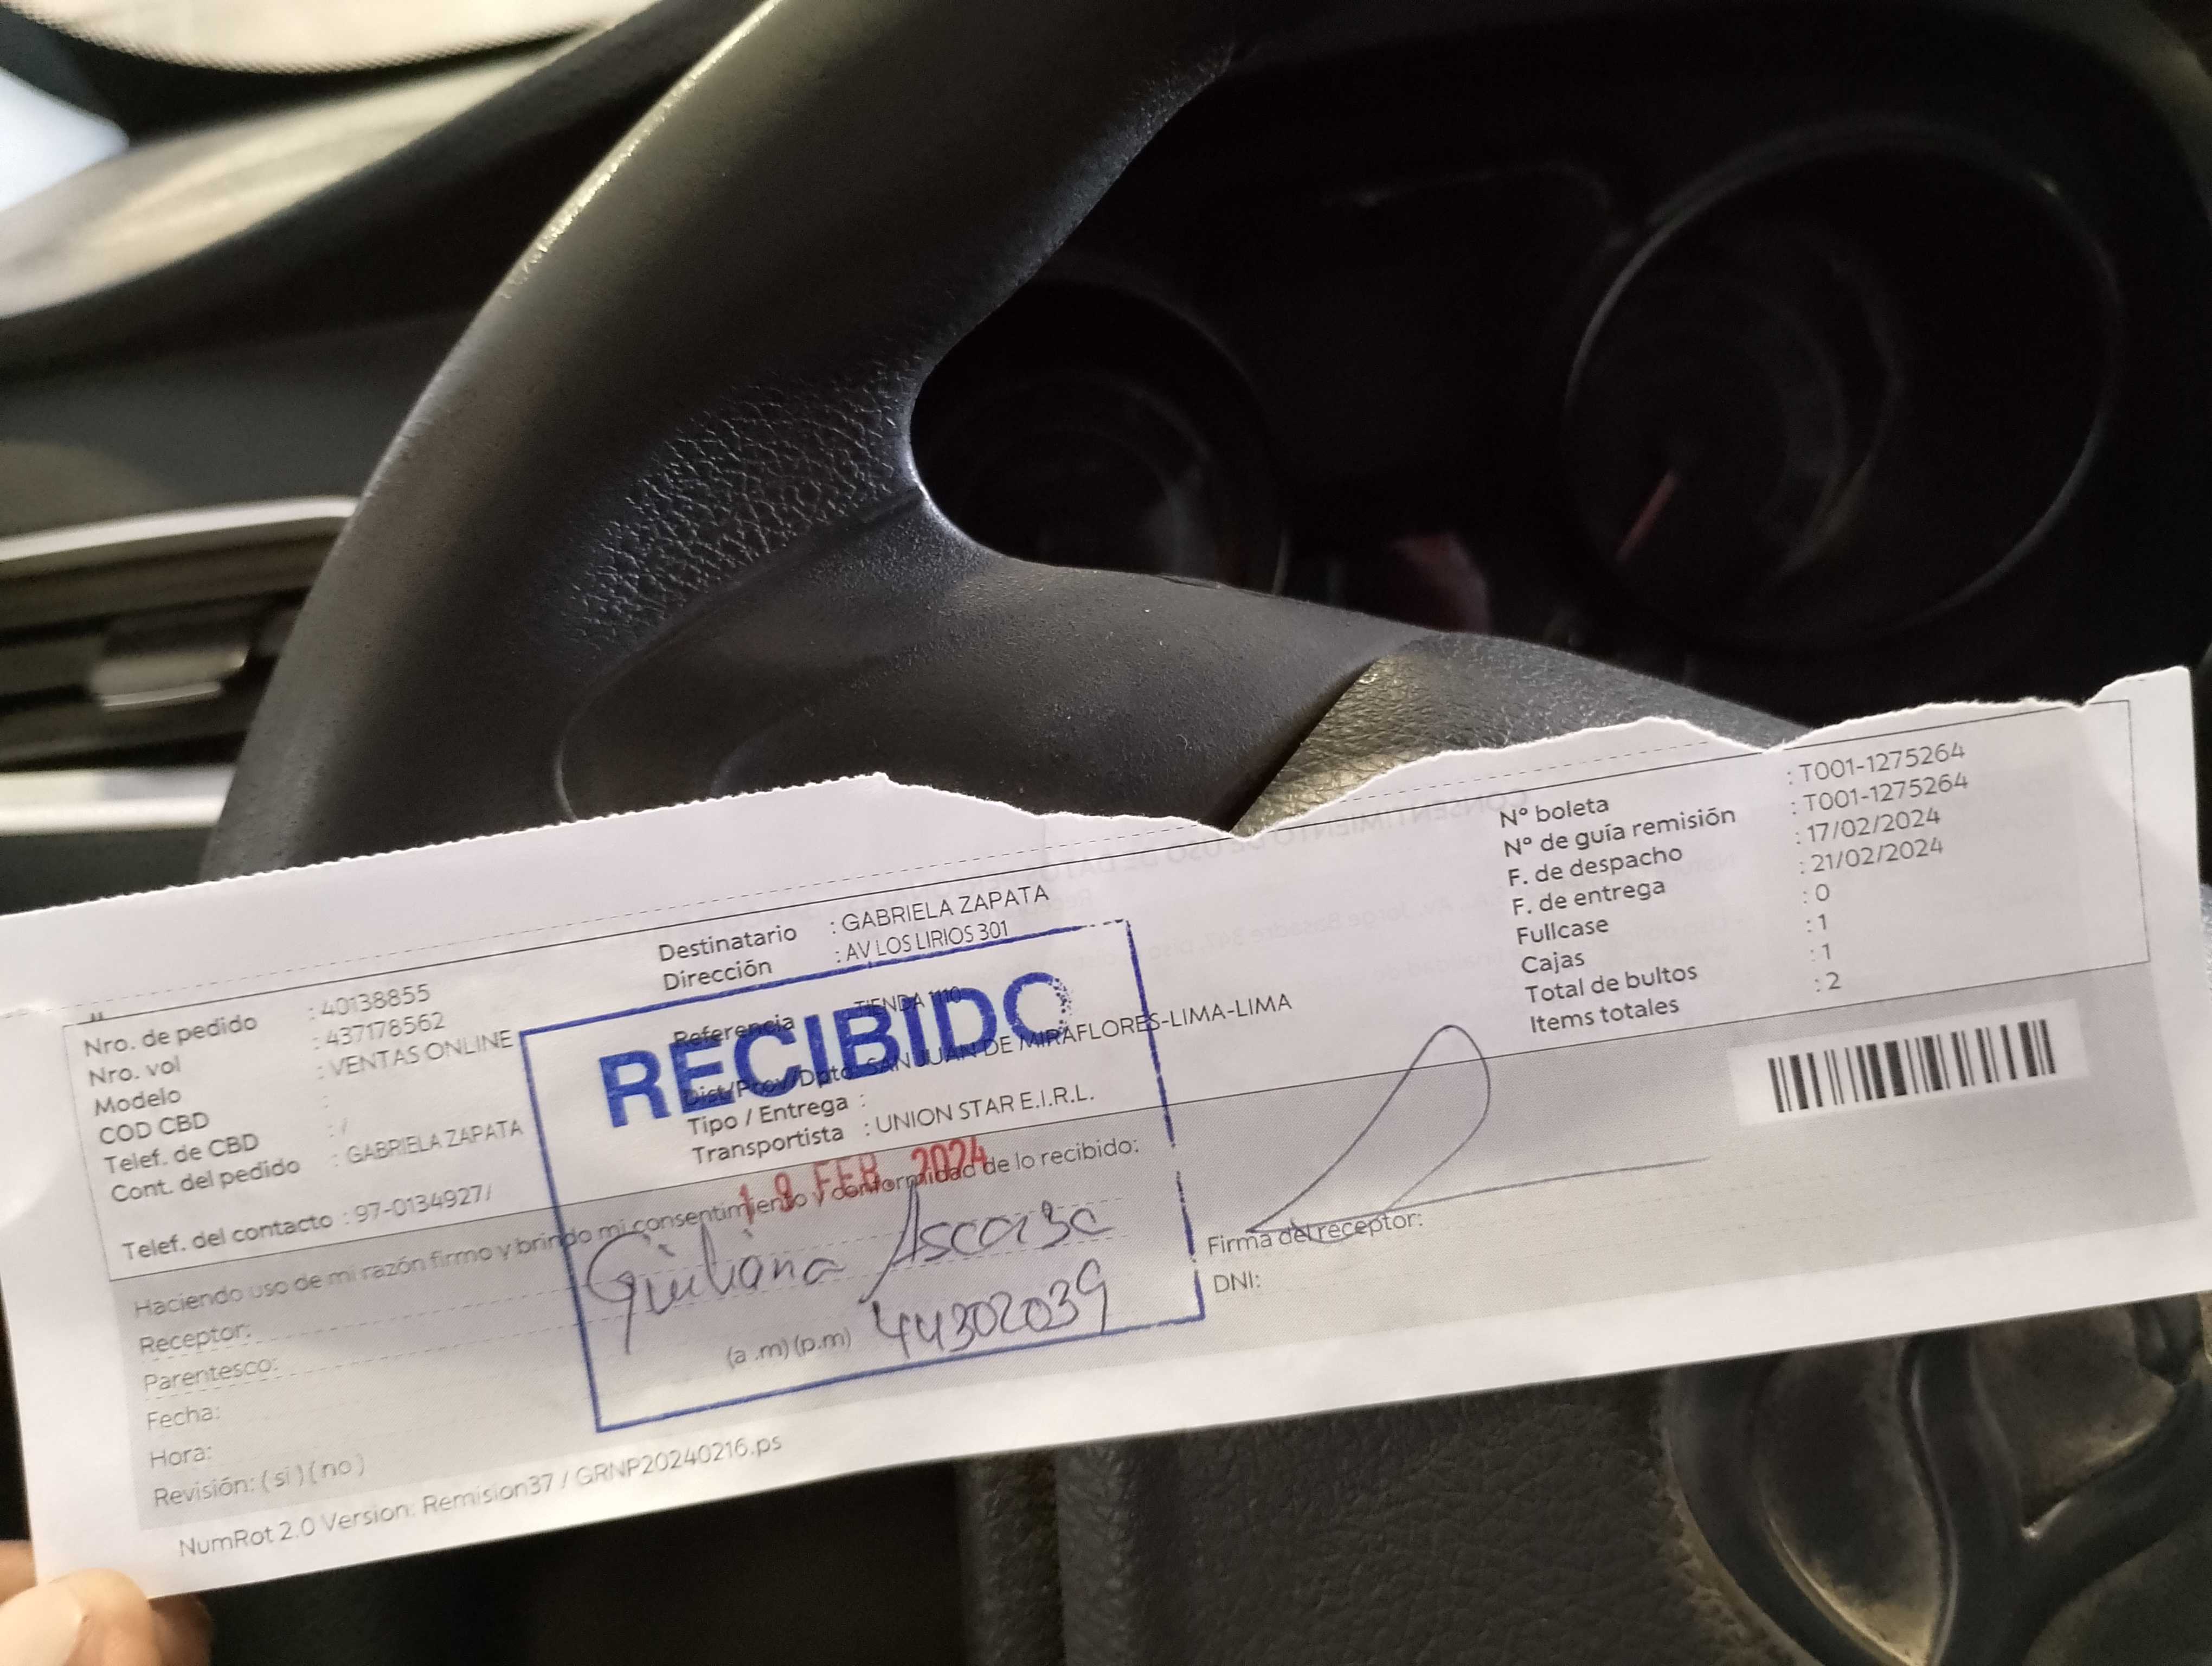 Nro. de pedido : 40138855
Nro. vol : 437178562
Modelo : VENTAS ONLINE
COD CBD :
Telef. de CBD : /
Cont. del pedido : GABRIELA ZAPATA
Telef. del contacto : 97-0134927/
Destinatario : GABRIELA ZAPATA
Dirección : AV LOS LIRIOS 301
Referencia TIENDA 1110
Dist/Prov/Dpto: SAN JUAN DE MIRAFLORES-LIMA-LIMA
Tipo / Entrega :
Transportista : UNION STAR E.I.R.L.
Nº boleta : T001-1275264
Nº de guía remisión : T001-1275264
F. de despacho : 17/02/2024
F. de entrega : 21/02/2024
Fullcase : 0
Cajas : 1
Total de bultos : 1
Items totales : 2
RECIBIDO
19 FEB 2024
Haciendo uso de mi razón firmo y brindo mi consentimiento y conformidad de lo recibido:
Receptor:
Giuliana
Parentesco:
Fecha:
Hora: (a .m) (p.m)
44302039
Revisión: ( si ) ( no )
Firma del receptor:
DNI:
NumRot 2.0 Version: Remision37 / GRNP20240216.ps